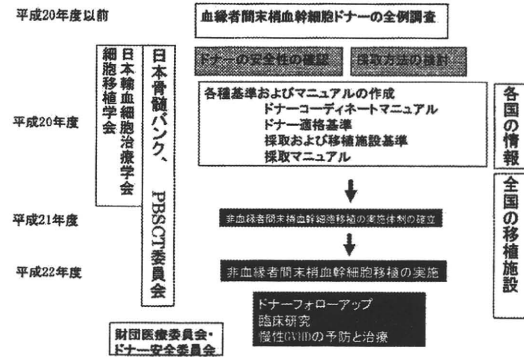 平成20年度以前
血縁者間末梢血幹細胞ドナーの全例調査
ドナーの安全性の確認
採取方法の検討
日本輸血細胞治療学会
細胞移植学会
日本骨髄バンク、 PBSCT委員会
平成20年度
各種基準およびマニュアルの作成
ドナーコーディネートマニュアル
ドナー適格基準
採取および移植施設基準
採取マニュアル
各国の情報
全国の移植施設
平成21年度
非血縁者間末梢血幹細胞移植の実施体制の確立
平成22年度
非血縁者間末梢血幹細胞移植の実施
ドナーフォローアップ
臨床研究
慢性GVHDの予防と治療
財団医療委員会・
ドナー安全委員会